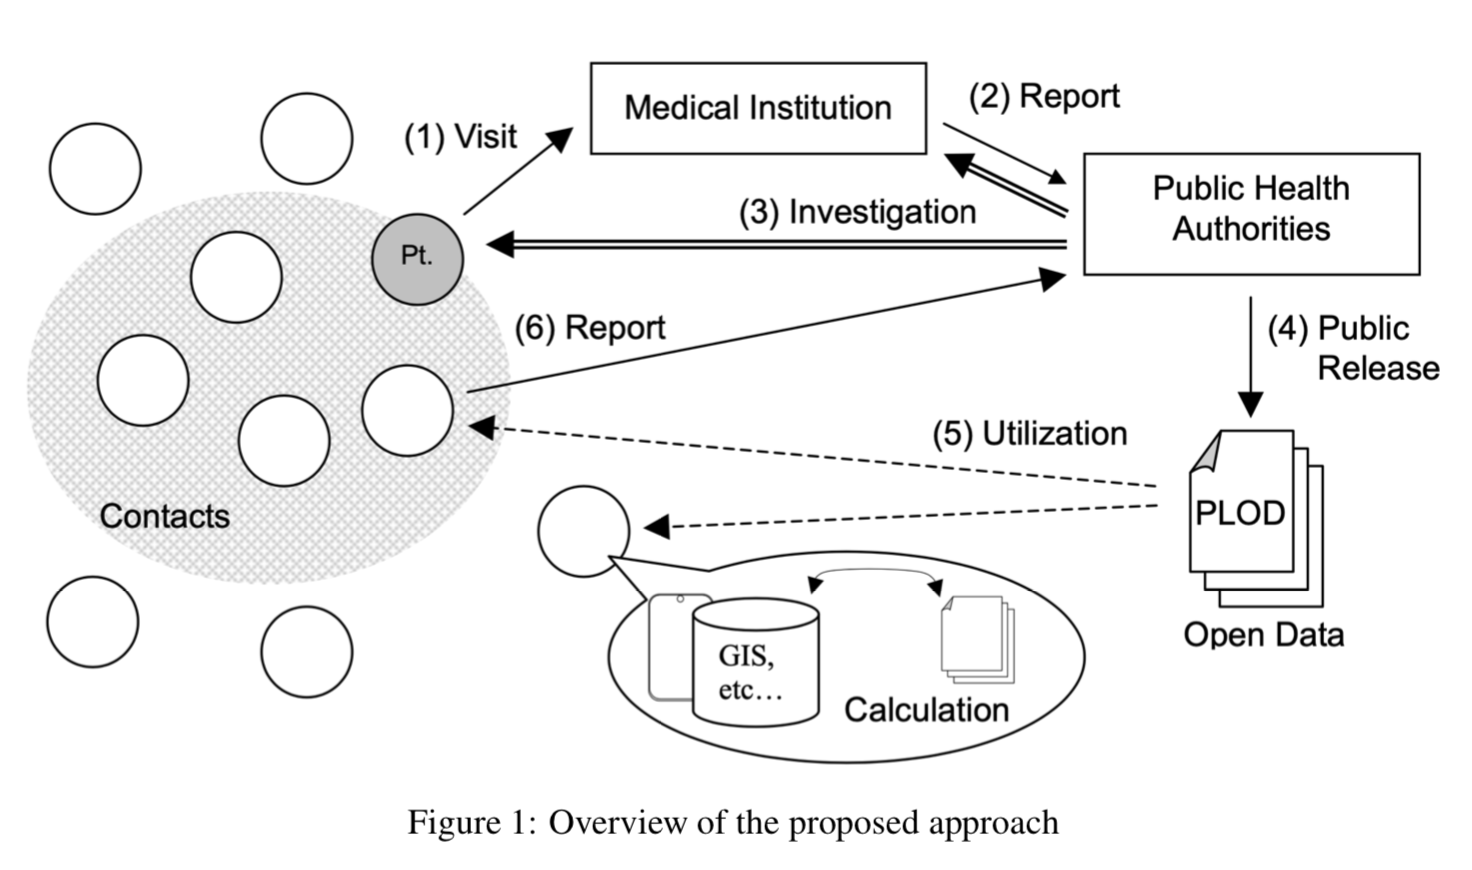 Medical Institution
(2) Report
(1) Visit
Public Health
Authorities
(3) Investigation
Pt.
(6) Report
(4) Public
Release
(5) Utilization
PLOD
Contacts
Open Data
GIS,
etc...
Calculation
Figure 1: Overview of the proposed approach